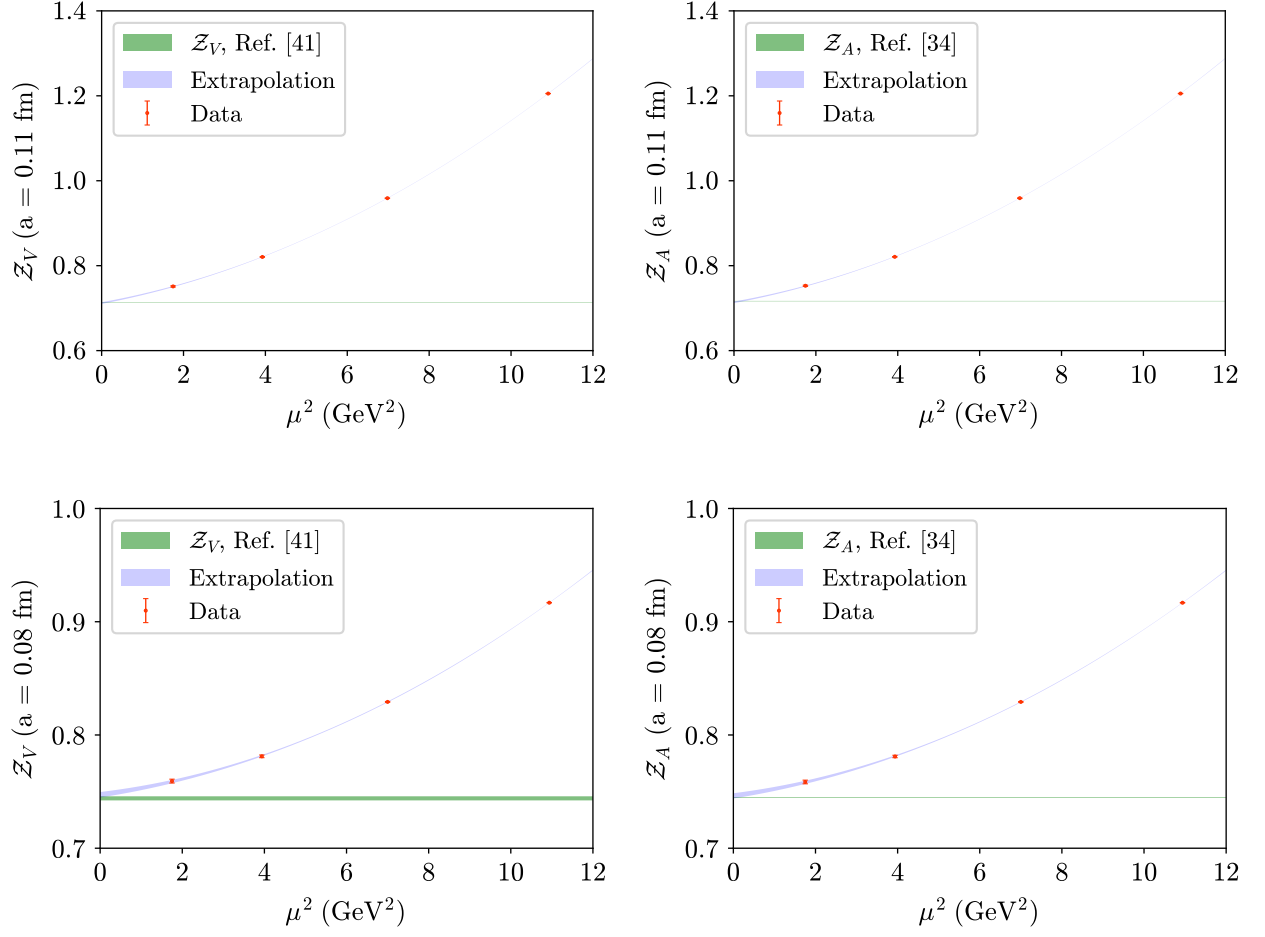 1.4
1.2
1.0
0.8
0.6
𝒵_V (a = 0.11 fm)
𝒵_V, Ref. [41]
Extrapolation
Data
0 2 4 6 8 10 12
μ² (GeV²)
1.4
1.2
1.0
0.8
0.6
𝒵_A (a = 0.11 fm)
𝒵_A, Ref. [34]
Extrapolation
Data
0 2 4 6 8 10 12
μ² (GeV²)
1.0
0.9
0.8
0.7
𝒵_V (a = 0.08 fm)
𝒵_V, Ref. [41]
Extrapolation
Data
0 2 4 6 8 10 12
μ² (GeV²)
1.0
0.9
0.8
0.7
𝒵_A (a = 0.08 fm)
𝒵_A, Ref. [34]
Extrapolation
Data
0 2 4 6 8 10 12
μ² (GeV²)